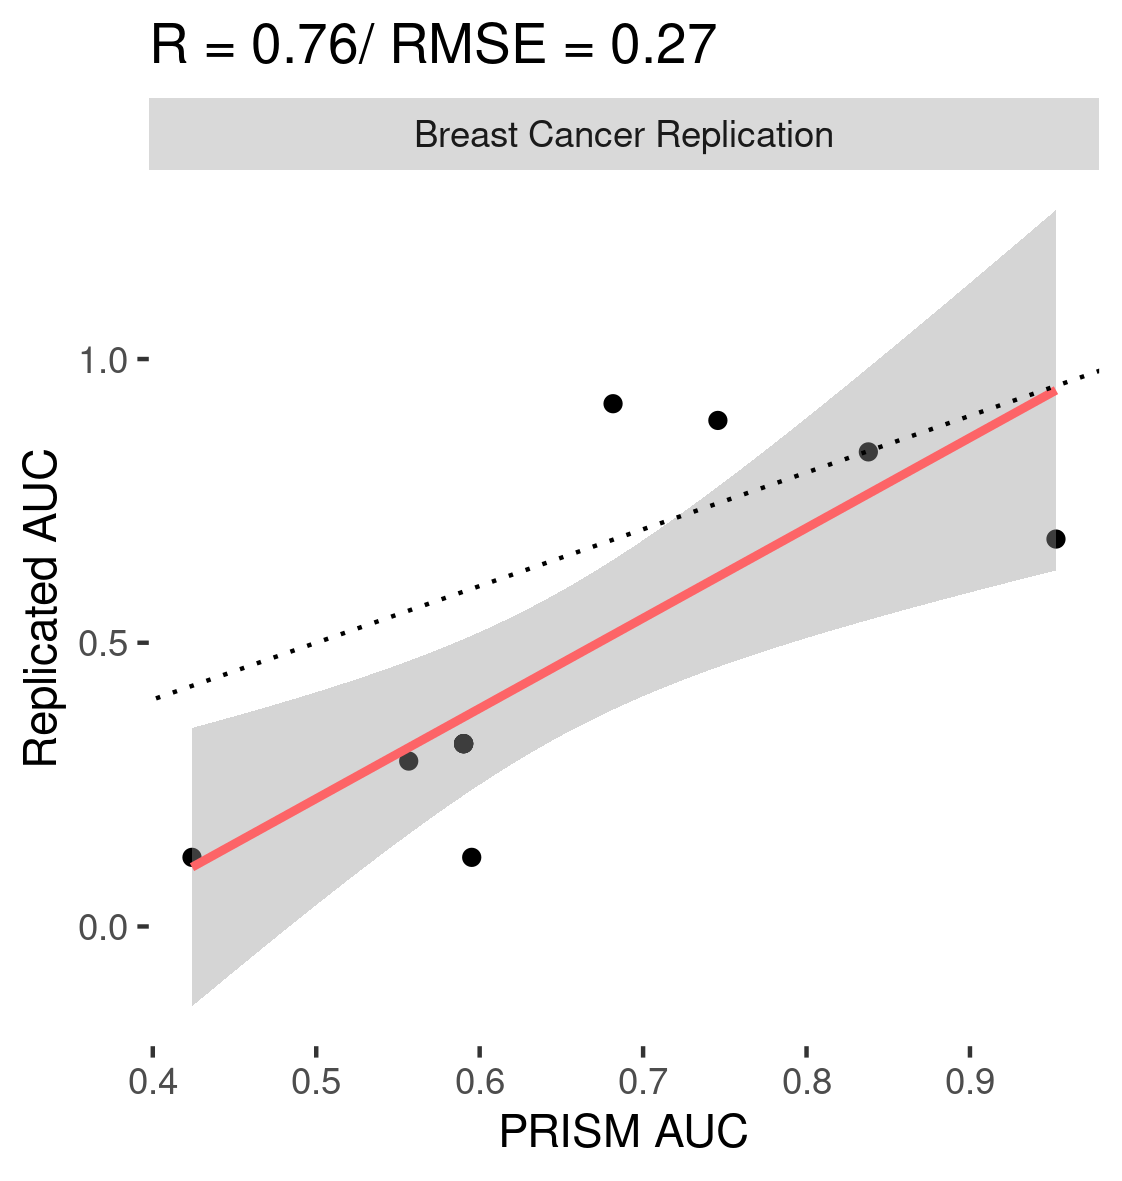 R = 0.76/ RMSE = 0.27
Breast Cancer Replication
Replicated AUC
1.0
0.5
0.0
0.4 0.5 0.6 0.7 0.8 0.9
PRISM AUC